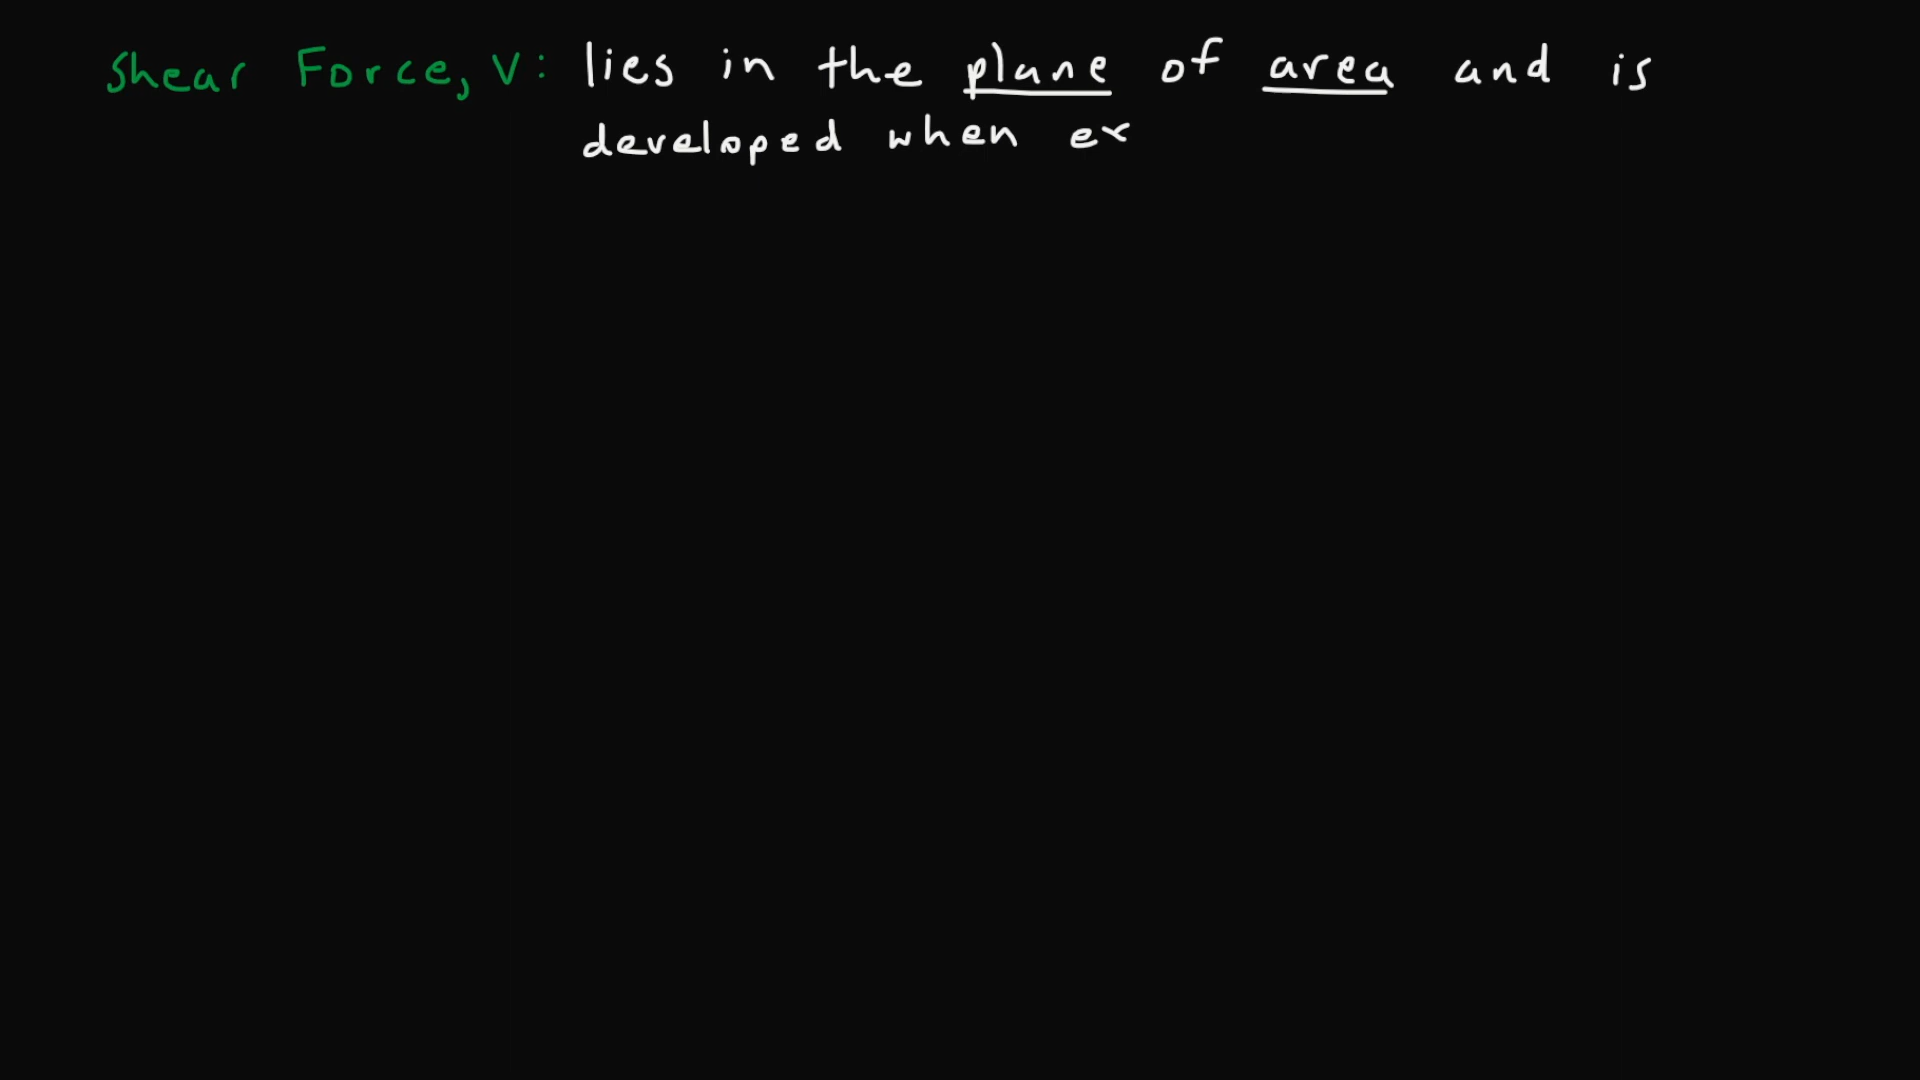 Shear Force, V: lies in the plane of area and is
developed when ex